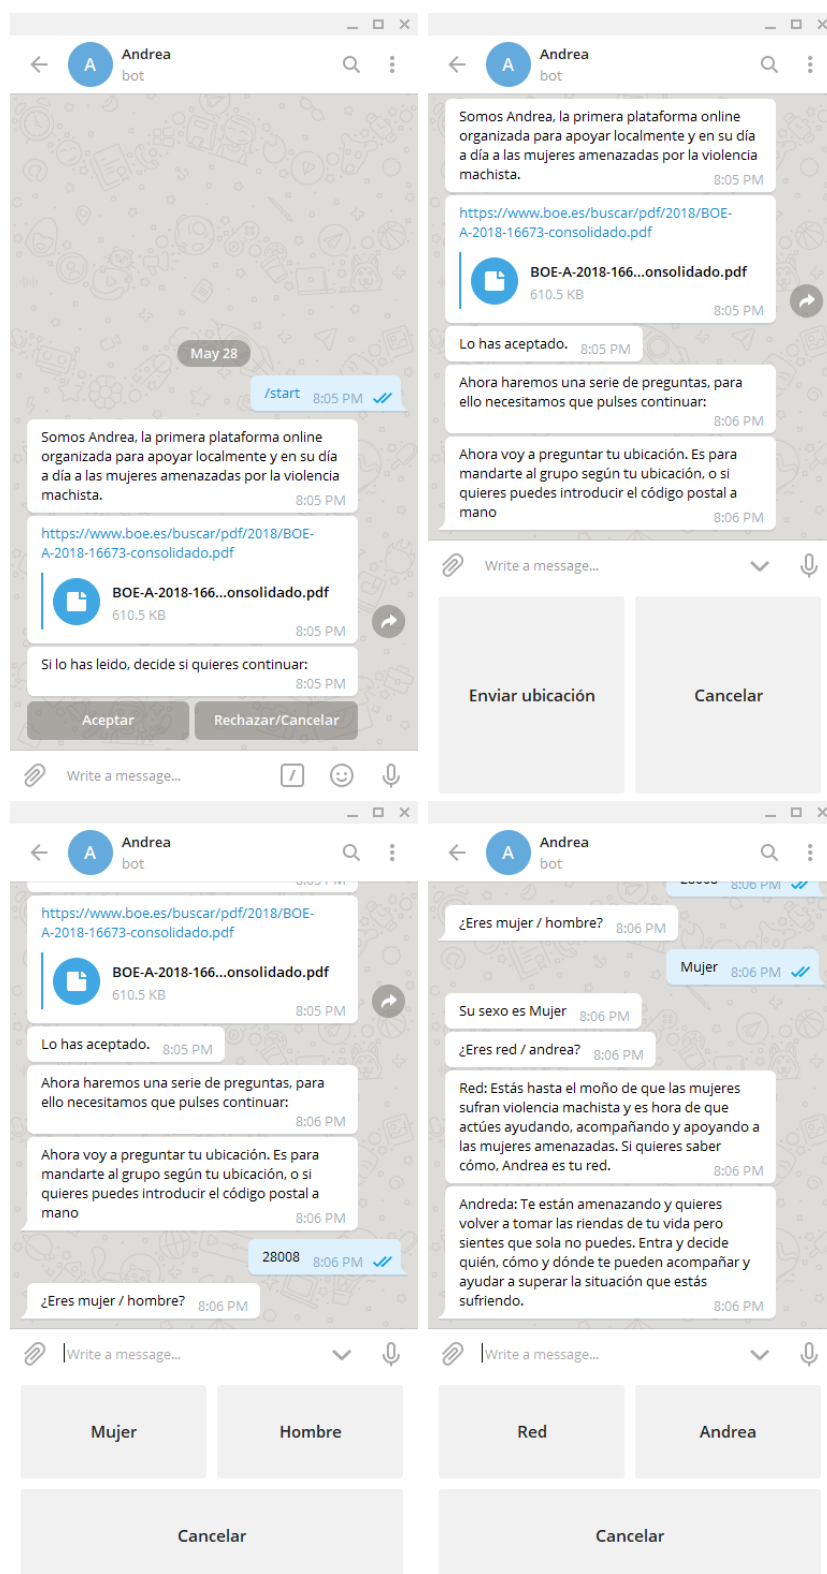 Andrea
bot
May 28
/start 8:05 PM
Somos Andrea, la primera plataforma online
organizada para apoyar localmente y en su día
a día a las mujeres amenazadas por la violencia
machista.
8:05 PM
https://www.boe.es/buscar/pdf/2018/BOE-
A-2018-16673-consolidado.pdf
BOE-A-2018-166...onsolidado.pdf
610.5 KB
8:05 PM
Si lo has leido, decide si quieres continuar:
8:05 PM
Aceptar
Rechazar/Cancelar
Write a message...
Andrea
bot
Somos Andrea, la primera plataforma online
organizada para apoyar localmente y en su día
a día a las mujeres amenazadas por la violencia
machista.
8:05 PM
https://www.boe.es/buscar/pdf/2018/BOE-
A-2018-16673-consolidado.pdf
BOE-A-2018-166...onsolidado.pdf
610.5 KB
8:05 PM
Lo has aceptado. 8:05 PM
Ahora haremos una serie de preguntas, para
ello necesitamos que pulses continuar:
8:06 PM
Ahora voy a preguntar tu ubicación. Es para
mandarte al grupo según tu ubicación, o si
quieres puedes introducir el código postal a
mano
8:06 PM
Write a message...
Enviar ubicación
Cancelar
Andrea
bot
8:05 PM
https://www.boe.es/buscar/pdf/2018/BOE-
A-2018-16673-consolidado.pdf
BOE-A-2018-166...onsolidado.pdf
610.5 KB
8:05 PM
Lo has aceptado. 8:05 PM
Ahora haremos una serie de preguntas, para
ello necesitamos que pulses continuar:
8:06 PM
Ahora voy a preguntar tu ubicación. Es para
mandarte al grupo según tu ubicación, o si
quieres puedes introducir el código postal a
mano
8:06 PM
28008 8:06 PM
¿Eres mujer / hombre? 8:06 PM
Write a message...
Mujer
Hombre
Cancelar
Andrea
bot
28008 8:06 PM
¿Eres mujer / hombre? 8:06 PM
Mujer 8:06 PM
Su sexo es Mujer 8:06 PM
¿Eres red / andrea? 8:06 PM
Red: Estás hasta el moño de que las mujeres
sufran violencia machista y es hora de que
actúes ayudando, acompañando y apoyando a
las mujeres amenazadas. Si quieres saber
cómo, Andrea es tu red.
8:06 PM
Andreda: Te están amenazando y quieres
volver a tomar las riendas de tu vida pero
sientes que sola no puedes. Entra y decide
quién, cómo y dónde te pueden acompañar y
ayudar a superar la situación que estás
sufriendo.
8:06 PM
Write a message...
Red
Andrea
Cancelar